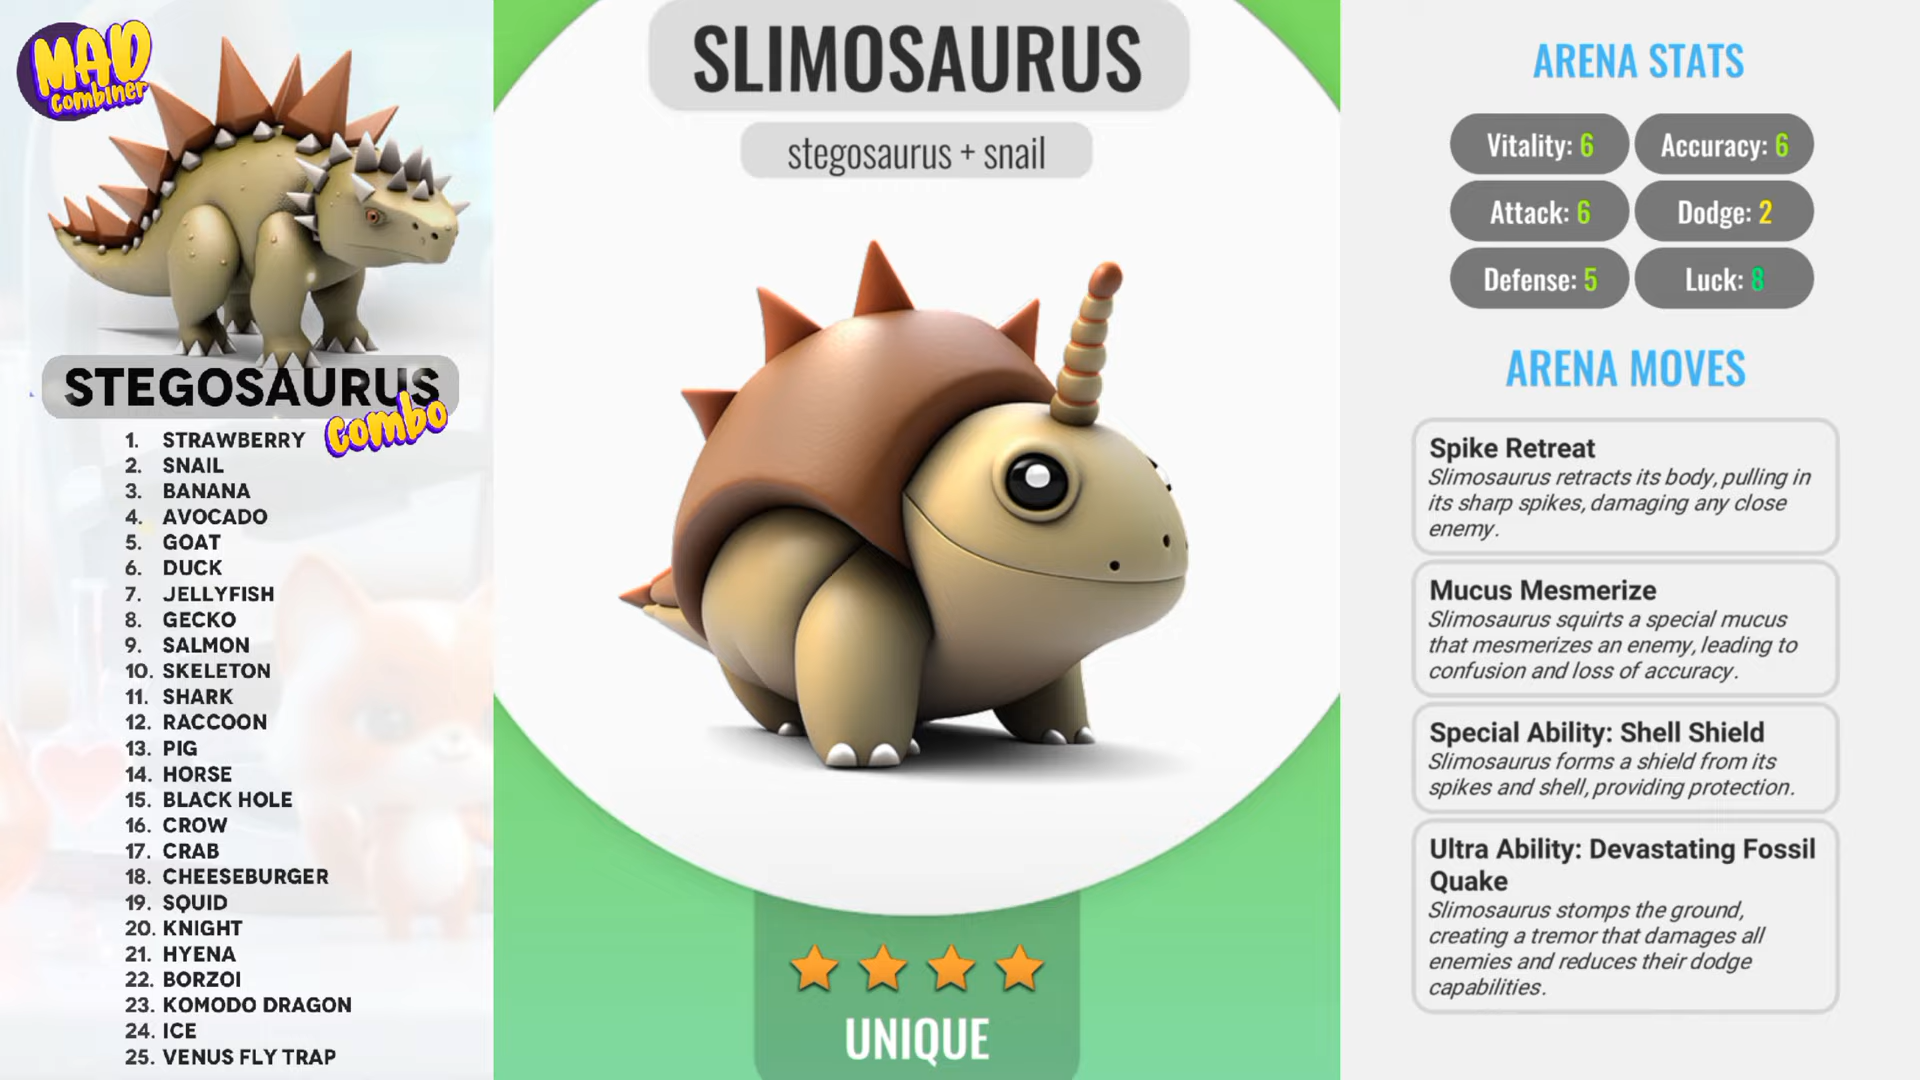 MAD
Combiner
STEGOSAURUS
Combo
1. STRAWBERRY
2. SNAIL
3. BANANA
4. AVOCADO
5. GOAT
6. DUCK
7. JELLYFISH
8. GECKO
9. SALMON
10. SKELETON
11. SHARK
12. RACCOON
13. PIG
14. HORSE
15. BLACK HOLE
16. CROW
17. CRAB
18. CHEESEBURGER
19. SQUID
20. KNIGHT
21. HYENA
22. BORZOI
23. KOMODO DRAGON
24. ICE
25. VENUS FLY TRAP
SLIMOSAURUS
stegosaurus + snail
UNIQUE
ARENA STATS
Vitality: 6
Accuracy: 6
Attack: 6
Dodge: 2
Defense: 5
Luck: 8
ARENA MOVES
Spike Retreat
Slimosaurus retracts its body, pulling in
its sharp spikes, damaging any close
enemy.
Mucus Mesmerize
Slimosaurus squirts a special mucus
that mesmerizes an enemy, leading to
confusion and loss of accuracy.
Special Ability: Shell Shield
Slimosaurus forms a shield from its
spikes and shell, providing protection.
Ultra Ability: Devastating Fossil
Quake
Slimosaurus stomps the ground,
creating a tremor that damages all
enemies and reduces their dodge
capabilities.